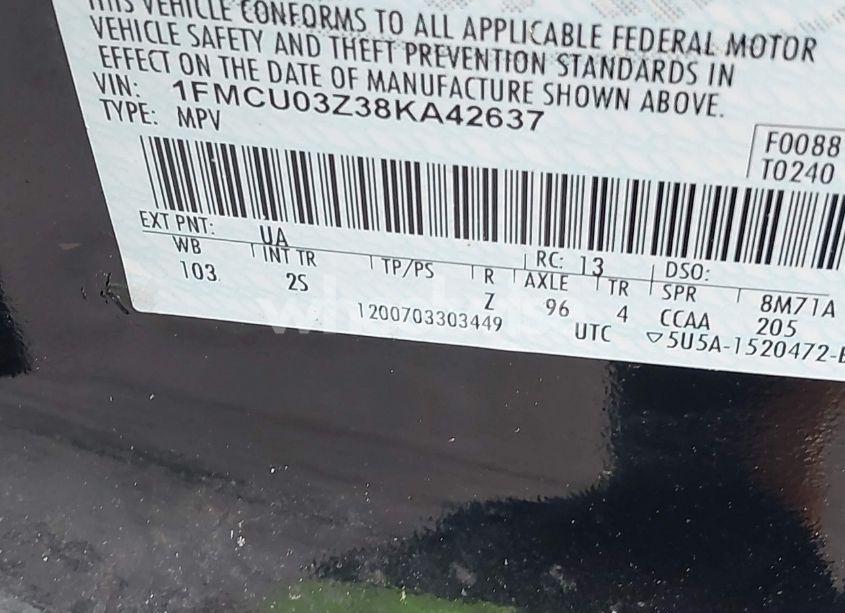 THIS VEHICLE CONFORMS TO ALL APPLICABLE FEDERAL MOTOR
VEHICLE SAFETY AND THEFT PREVENTION STANDARDS IN
EFFECT ON THE DATE OF MANUFACTURE SHOWN ABOVE.
VIN: 1FMCU03Z38KA42637
TYPE: MPV
F0088
T0240
EXT PNT: UA RC: 13 DSO:
WB INT TR TP/PS R AXLE TR SPR 8M71A
103 2S Z 96 4 CCAA 205
1200703303449 UTC ▽5U5A-1520472-